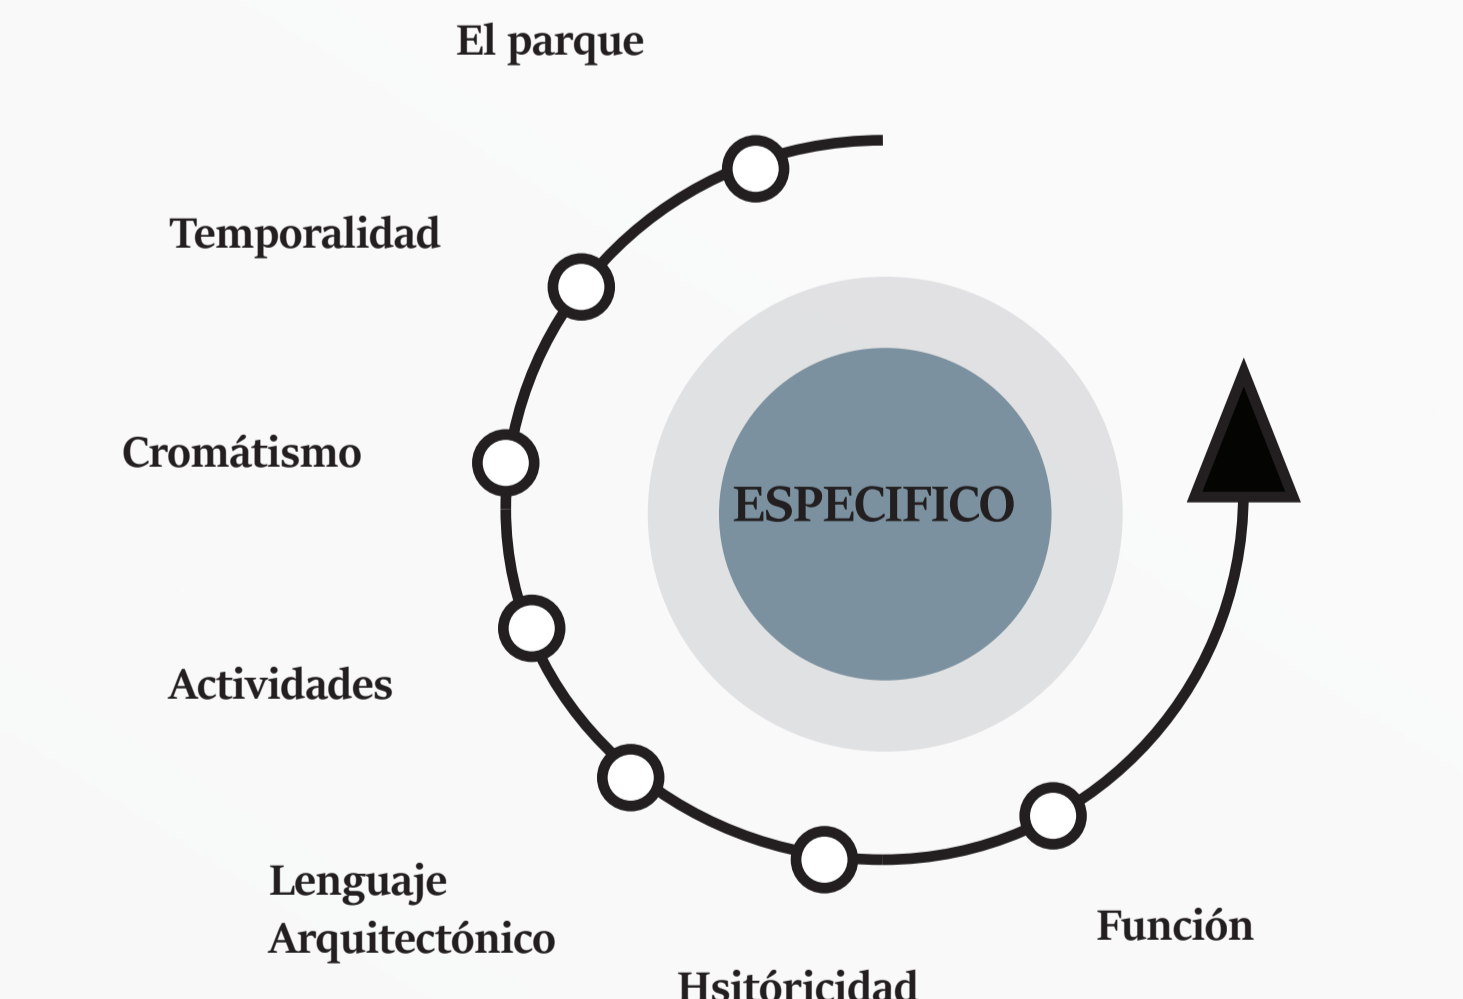 El parque
Temporalidad
Cromátismo
ESPECIFICO
Actividades
Lenguaje
Arquitectónico
Función
Hsitóricidad